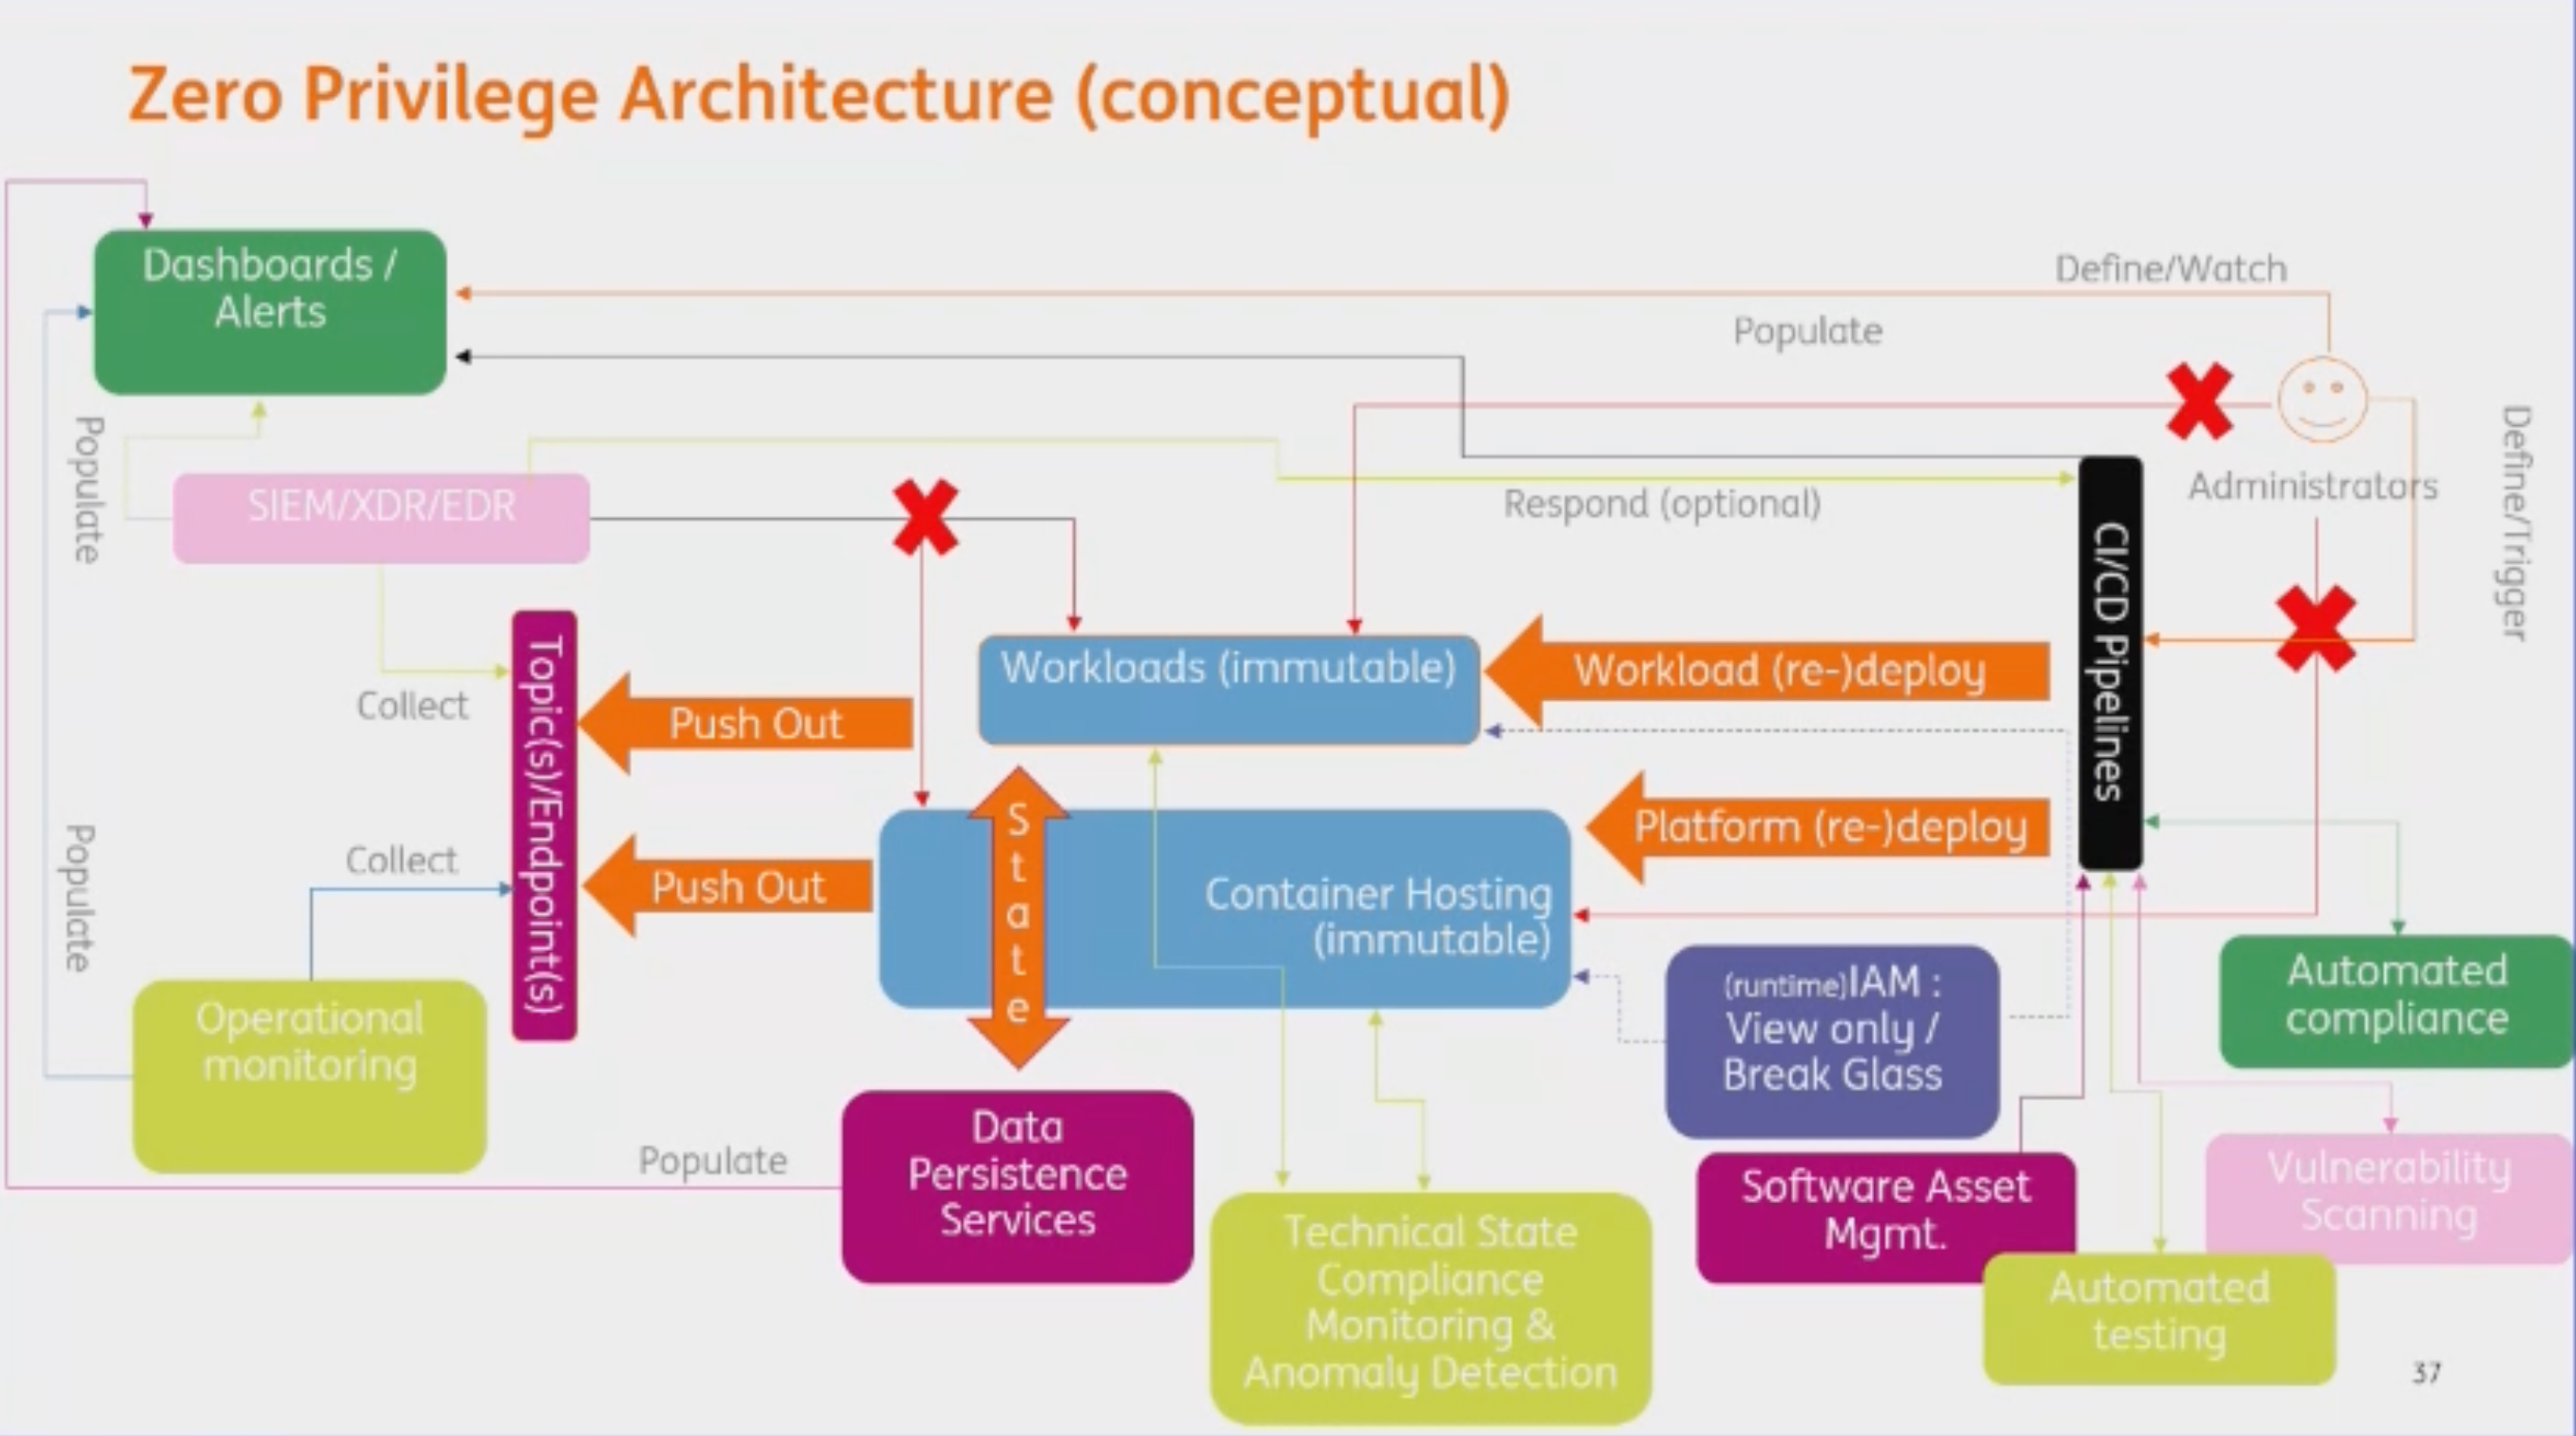 Zero Privilege Architecture (conceptual)
Dashboards /
Alerts
Define/Watch
Populate
Populate
SIEM/XDR/EDR
Respond (optional)
Administrators
Define/Trigger
CI/CD Pipelines
Topic(s)/Endpoint(s)
Collect
Push Out
Workloads (immutable)
Workload (re-)deploy
Populate
Collect
Push Out
State
Container Hosting
(immutable)
Platform (re-)deploy
Operational
monitoring
(runtime)IAM :
View only /
Break Glass
Automated
compliance
Populate
Data
Persistence
Services
Technical State
Compliance
Monitoring &
Anomaly Detection
Software Asset
Mgmt.
Vulnerability
Scanning
Automated
testing
37